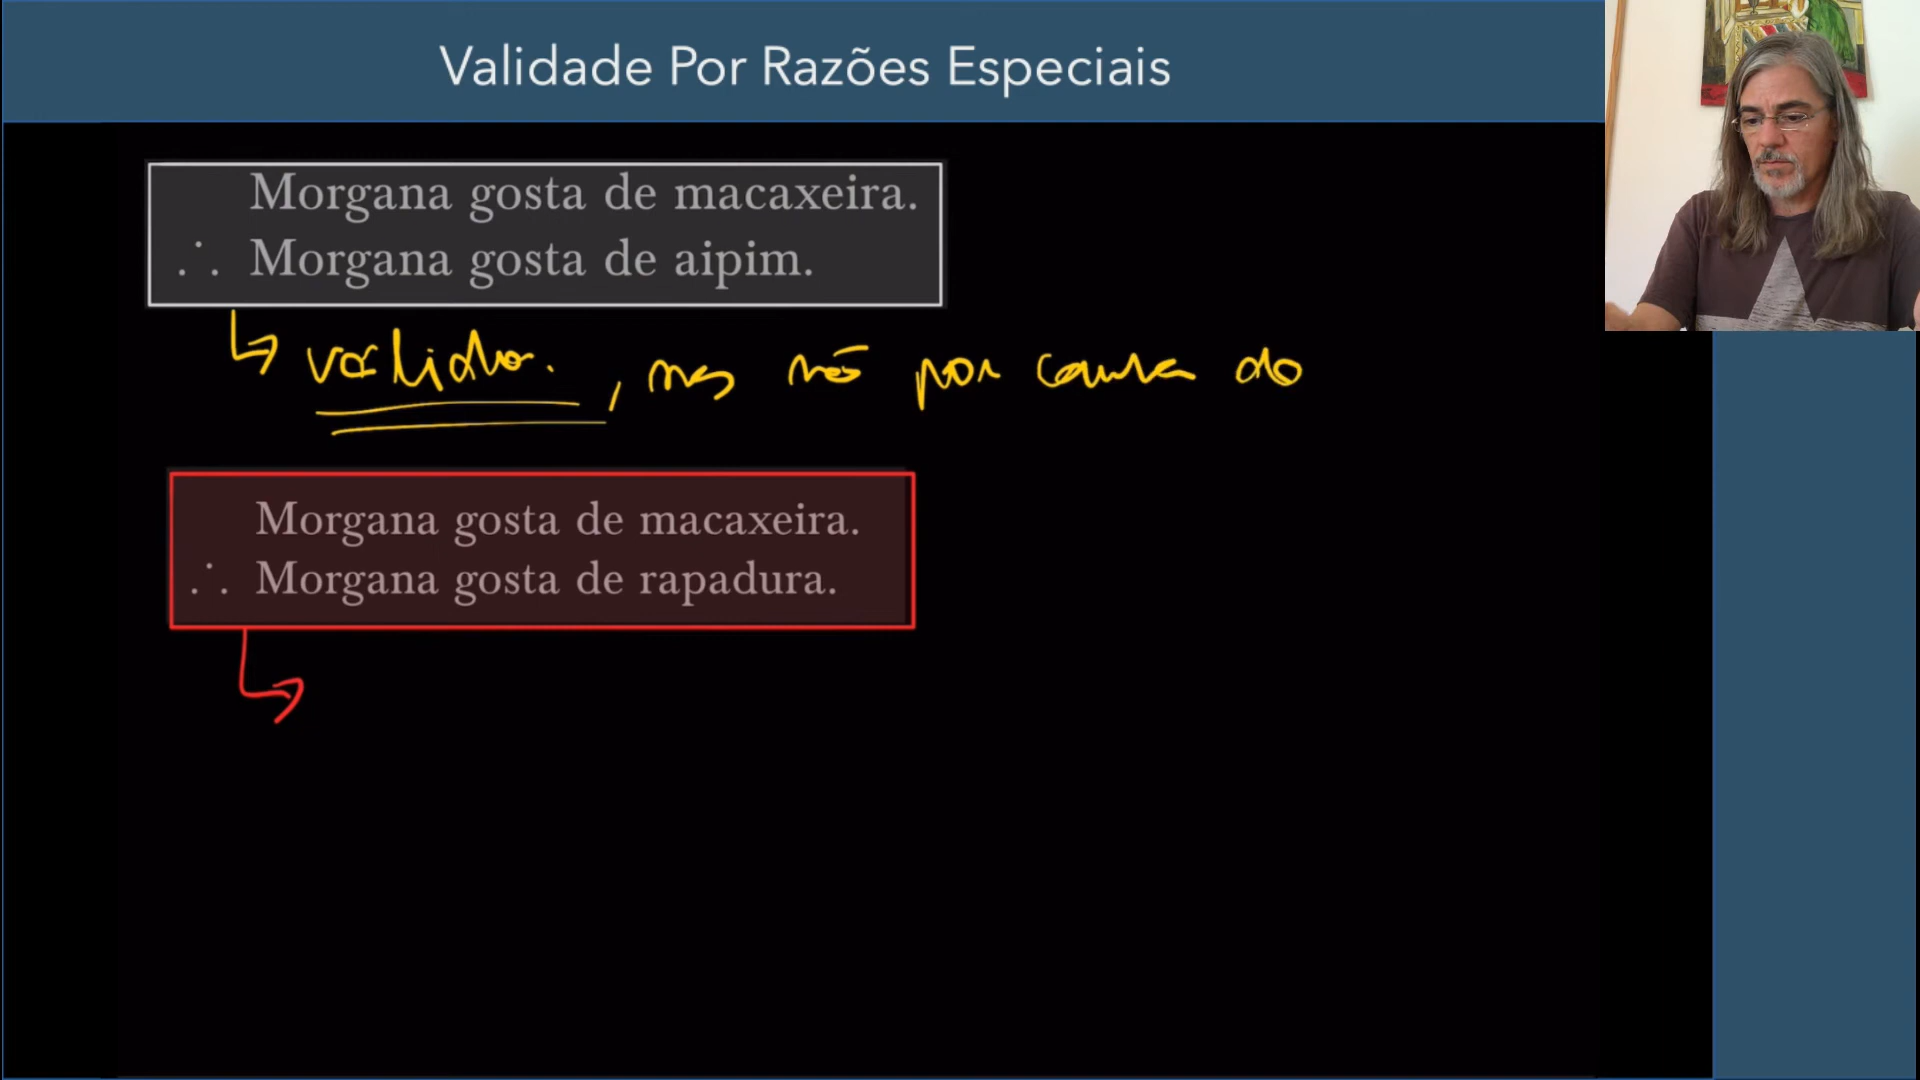 Validade Por Razões Especiais
Morgana gosta de macaxeira.
∴ Morgana gosta de aipim.
↳ válido. , mas não por causa do
Morgana gosta de macaxeira.
∴ Morgana gosta de rapadura.